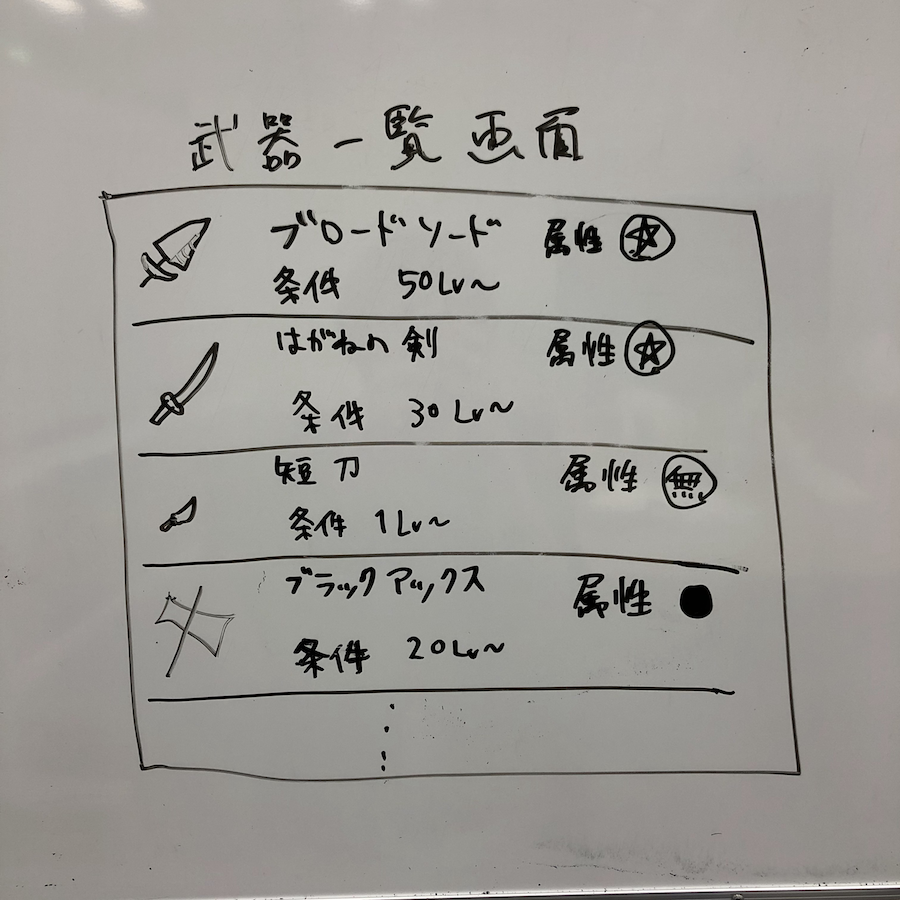 武器一覧画面
ブロードソード 属性 ☆
条件 50Lv~
はがねの剣 属性 ☆
条件 30Lv~
短刀 属性 無
条件 1Lv~
ブラックアックス 属性 ●
条件 20Lv~
⋮